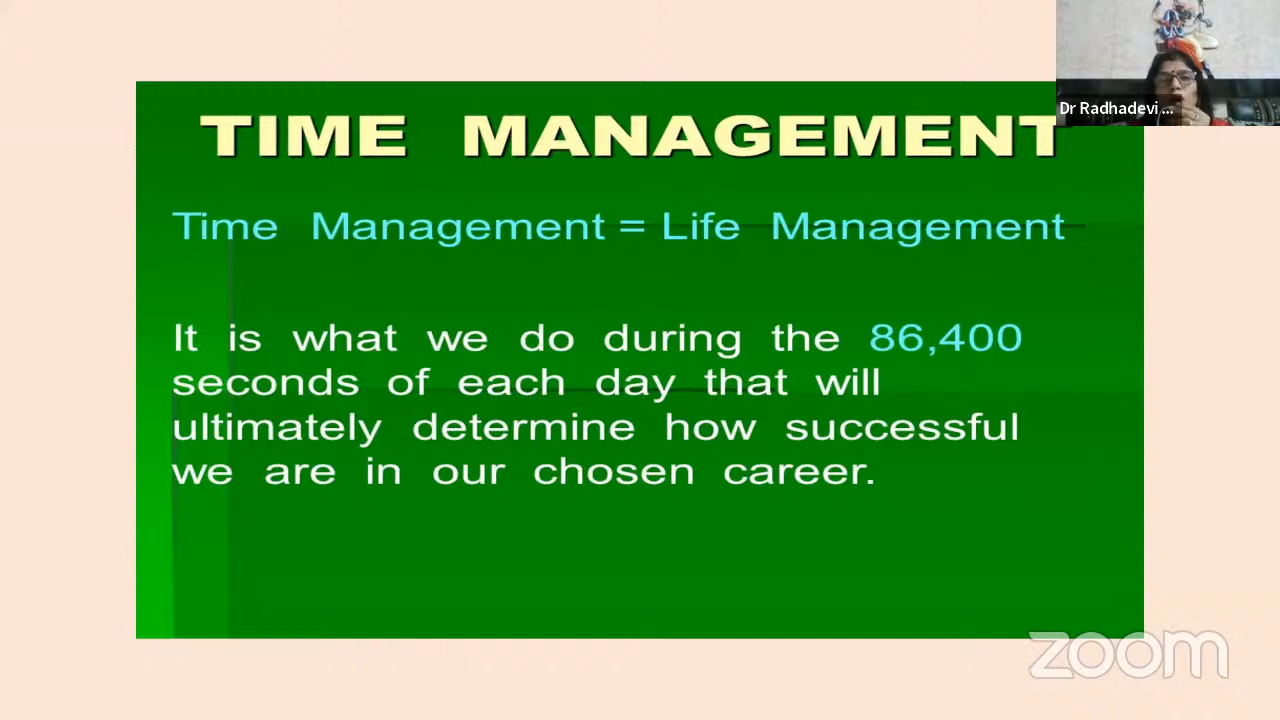 TIME MANAGEMENT
Dr Radhadevi ...
Time Management = Life Management
It is what we do during the 86,400
seconds of each day that will
ultimately determine how successful
we are in our chosen career.
zoom